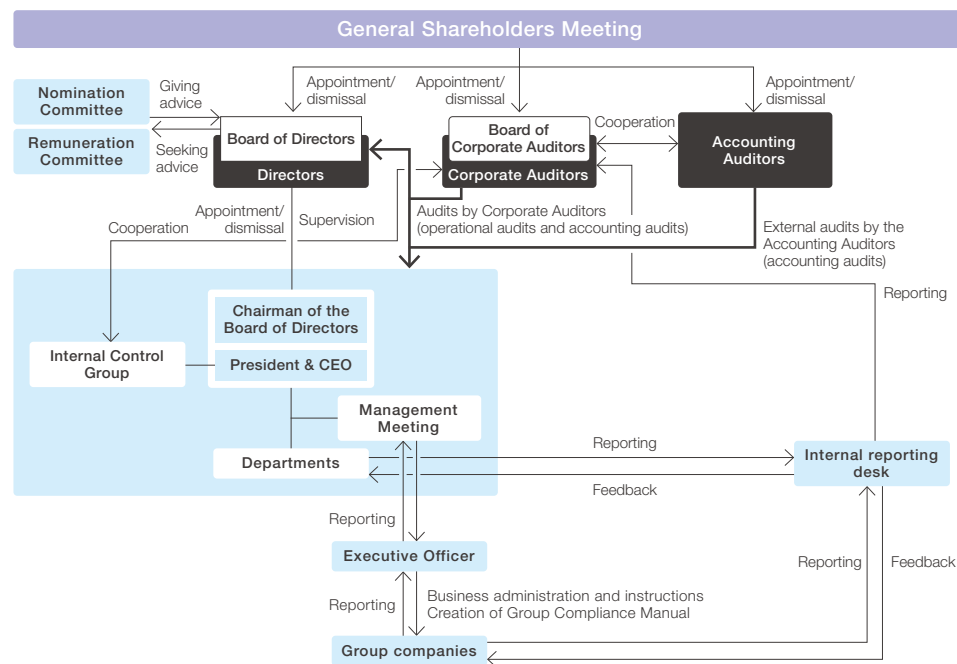 General Shareholders Meeting
Nomination
Committee
Giving
advice
Appointment/
dismissal
Appointment/
dismissal
Appointment/
dismissal
Remuneration
Committee
Seeking
advice
Board of Directors
Directors
Board of
Corporate Auditors
Corporate Auditors
Cooperation
Accounting
Auditors
Cooperation
Appointment/
dismissal
Supervision
Audits by Corporate Auditors
(operational audits and accounting audits)
External audits by the
Accounting Auditors
(accounting audits)
Reporting
Chairman of the
Board of Directors
Internal Control
Group
President & CEO
Management
Meeting
Departments
Reporting
Feedback
Internal reporting
desk
Reporting
Executive Officer
Reporting
Feedback
Reporting
Business administration and instructions
Creation of Group Compliance Manual
Group companies